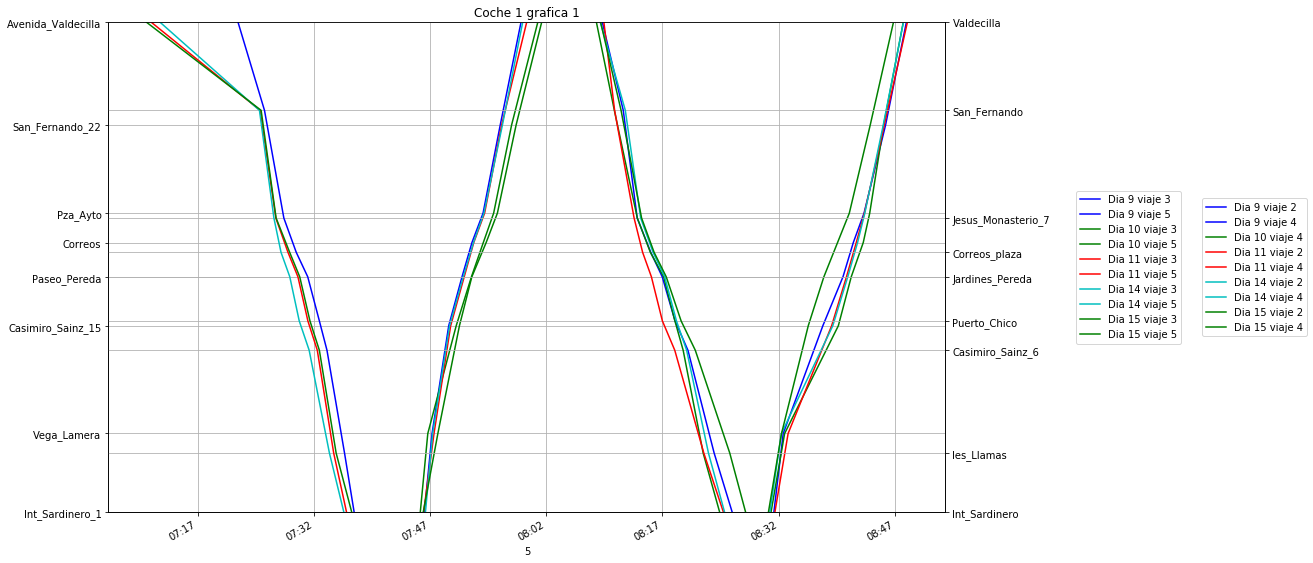 Coche 1 grafica 1
Avenida_Valdecilla
San_Fernando_22
Pza_Ayto
Correos
Paseo_Pereda
Casimiro_Sainz_15
Vega_Lamera
Int_Sardinero_1
Valdecilla
San_Fernando
Jesus_Monasterio_7
Correos_plaza
Jardines_Pereda
Puerto_Chico
Casimiro_Sainz_6
Ies_Llamas
Int_Sardinero
07:17
07:32
07:47
08:02
08:17
08:32
08:47
5
Dia 9 viaje 3
Dia 9 viaje 5
Dia 10 viaje 3
Dia 10 viaje 5
Dia 11 viaje 3
Dia 11 viaje 5
Dia 14 viaje 3
Dia 14 viaje 5
Dia 15 viaje 3
Dia 15 viaje 5
Dia 9 viaje 2
Dia 9 viaje 4
Dia 10 viaje 4
Dia 11 viaje 2
Dia 11 viaje 4
Dia 14 viaje 2
Dia 14 viaje 4
Dia 15 viaje 2
Dia 15 viaje 4